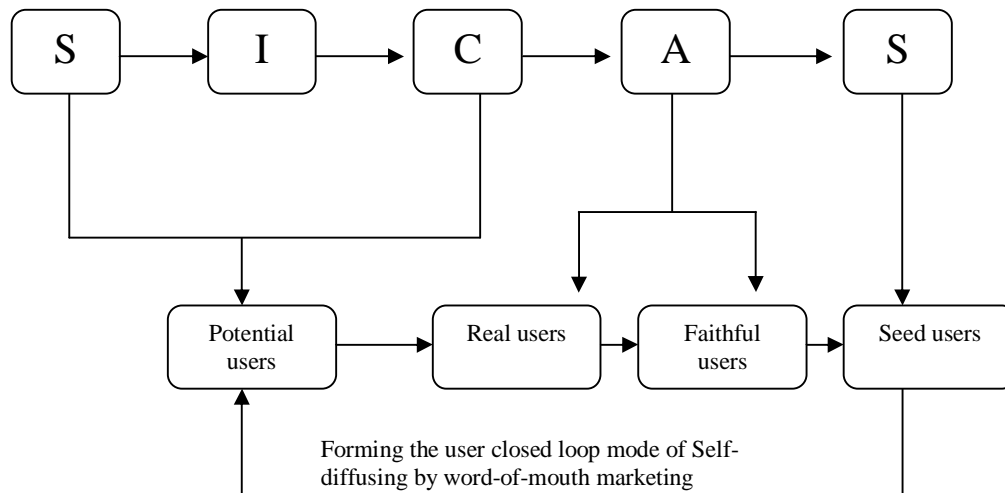 S
I
C
A
S
Potential
users
Real users
Faithful
users
Seed users
Forming the user closed loop mode of Self-
diffusing by word-of-mouth marketing